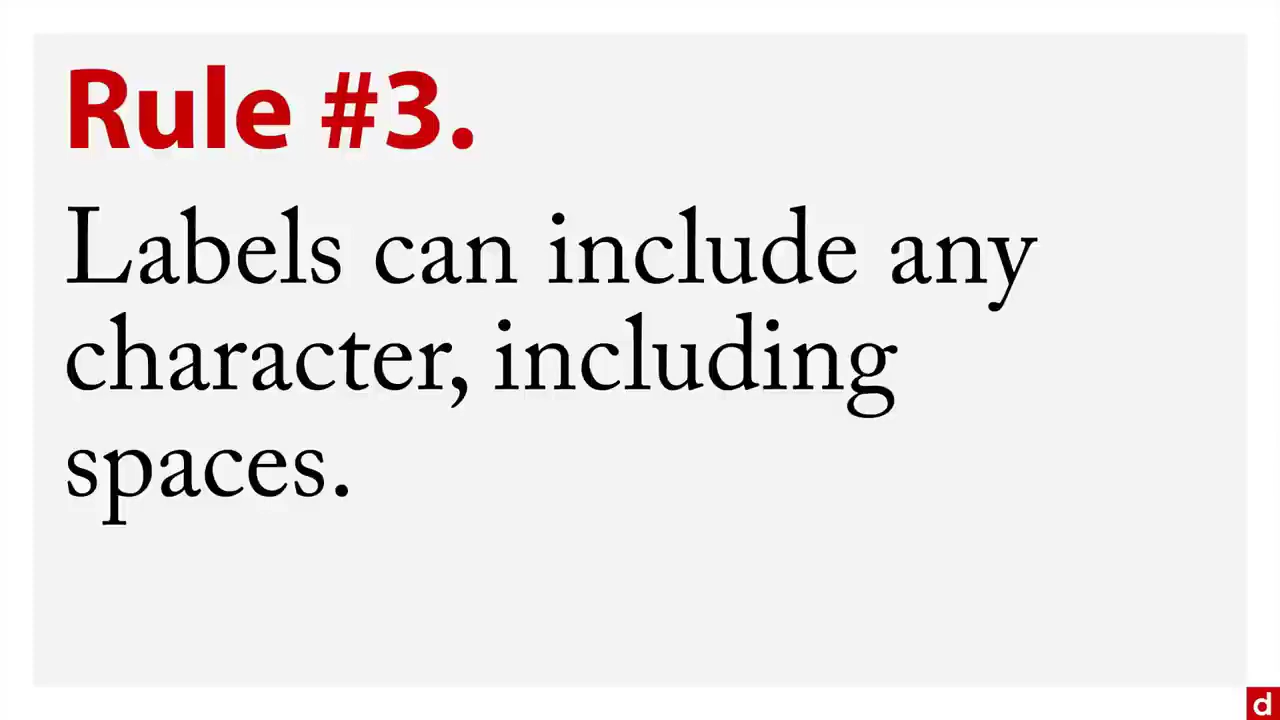 Rule #3.
Labels can include any
character, including
spaces.
d